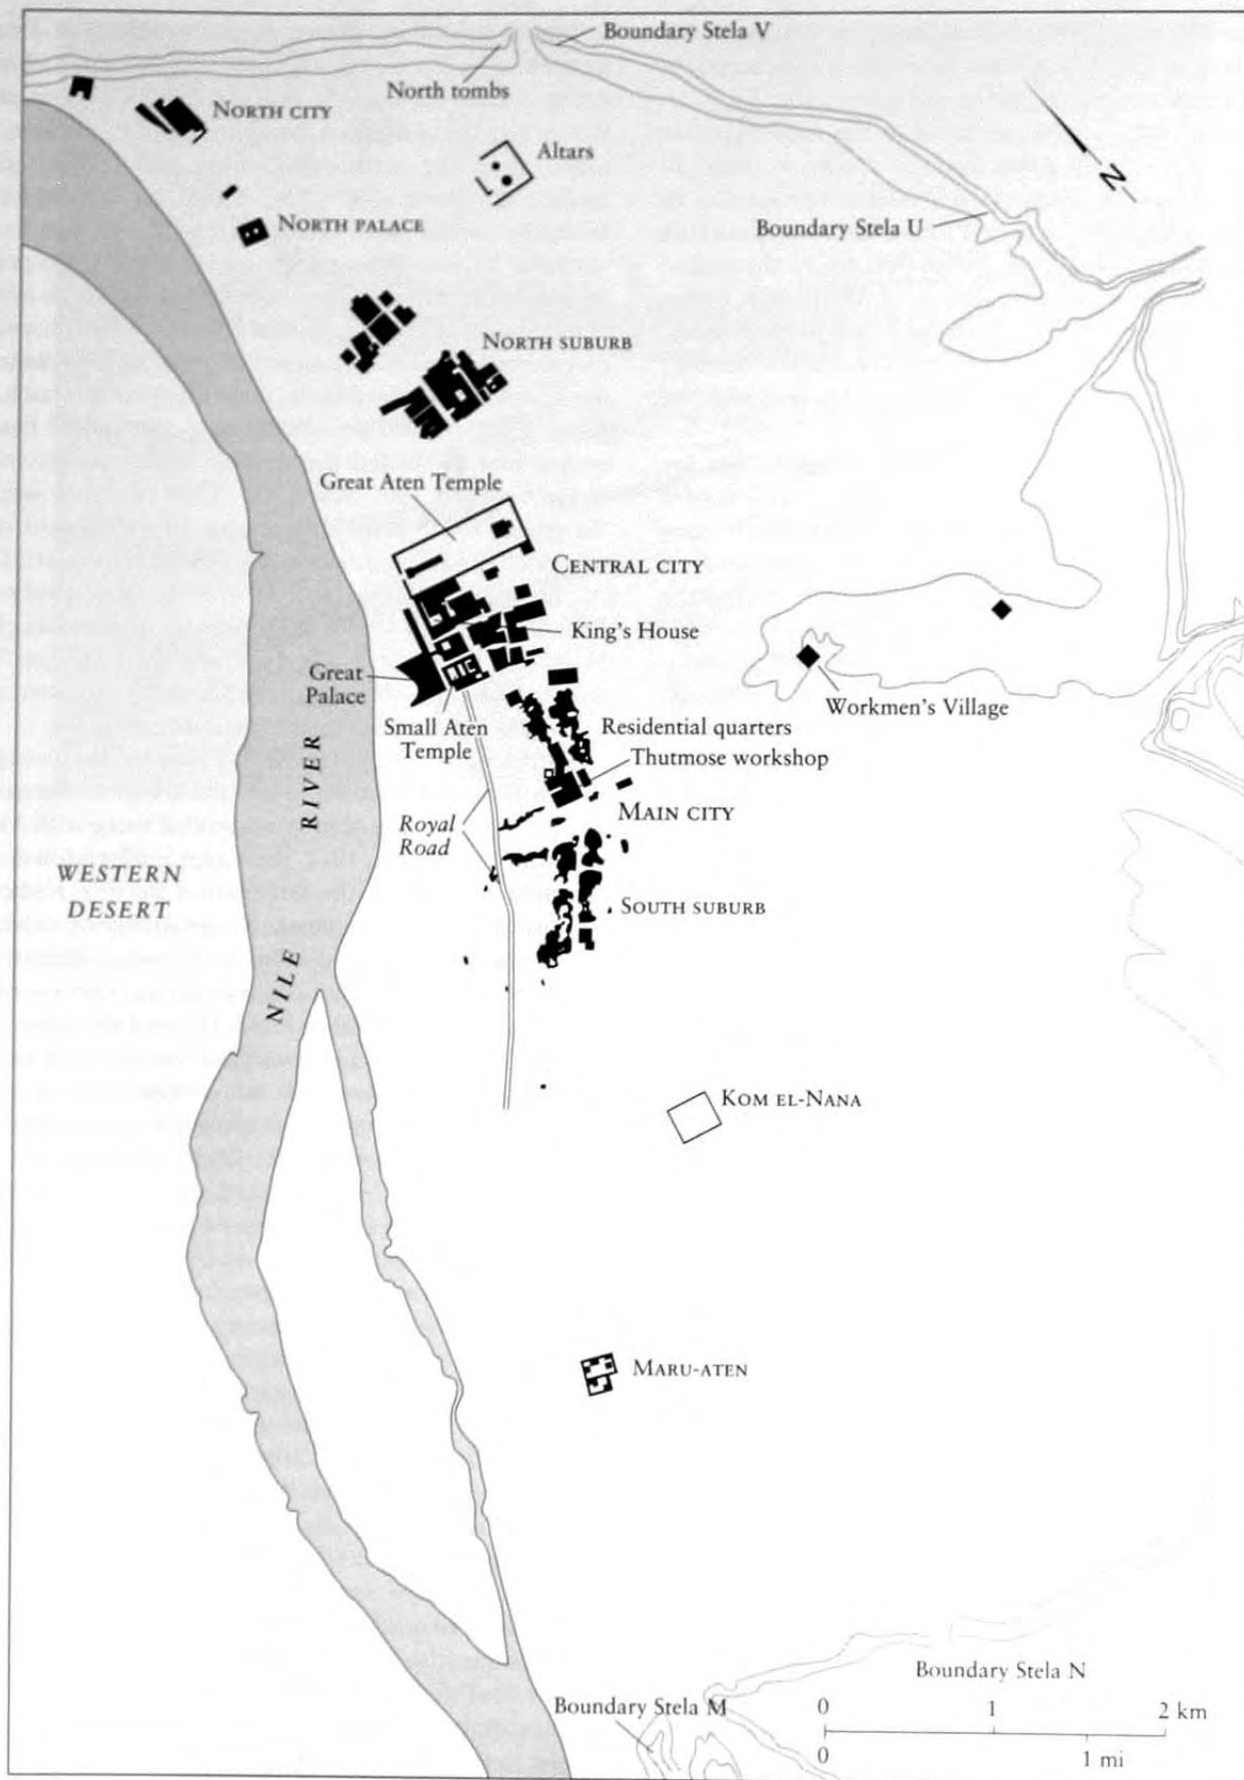 Boundary Stela V
North tombs
NORTH CITY
Altars
N
NORTH PALACE
Boundary Stela U
NORTH SUBURB
Great Aten Temple
CENTRAL CITY
King's House
Great
Palace
Workmen's Village
Small Aten
Temple
Residential quarters
Thutmose workshop
MAIN CITY
Royal
Road
NILE RIVER
WESTERN
DESERT
SOUTH SUBURB
KOM EL-NANA
MARU-ATEN
Boundary Stela N
Boundary Stela M
0 1 2 km
0 1 mi